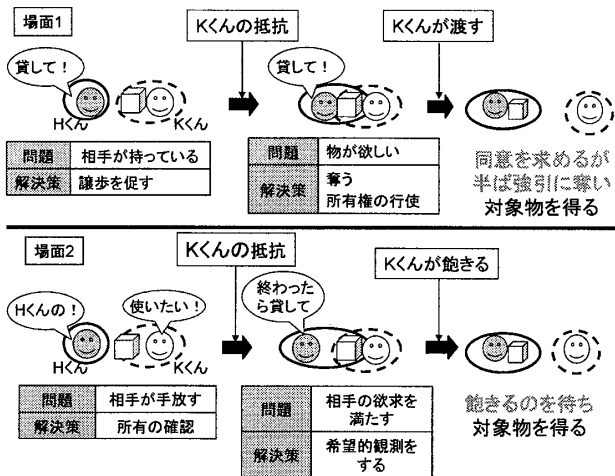 場面1
Kくんの抵抗
Kくんが渡す
貸して！
Hくん
Kくん
貸して！
問題 相手が持っている
解決策 譲歩を促す
問題 物が欲しい
解決策 奪う
所有権の行使
同意を求めるが
半ば強引に奪い
対象物を得る
場面2
Kくんの抵抗
Kくんが飽きる
Hくんの！
使いたい！
Hくん
Kくん
終わった
ら貸して
問題 相手が手放す
解決策 所有の確認
問題 相手の欲求を
満たす
解決策 希望的観測を
する
飽きるのを待ち
対象物を得る